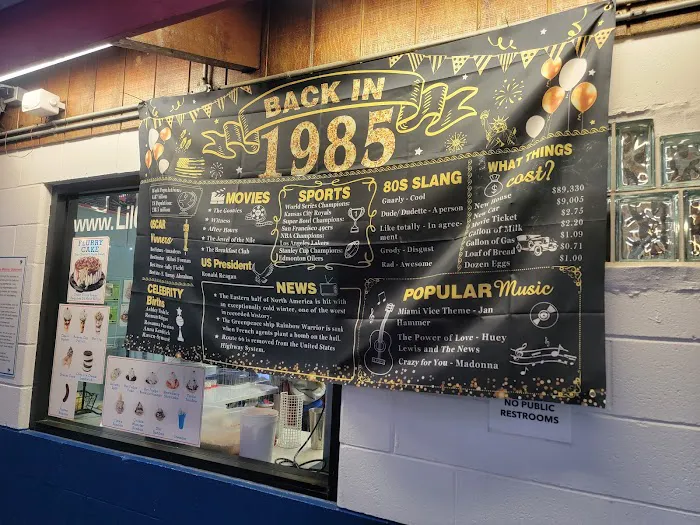 BACK IN
1985
MOVIES
The Goonies
Witness
After Hours
The Jewel of the Nile
The Breakfast Club
US President
Ronald Reagan
OSCAR
Winners
CELEBRITY
Births
SPORTS
World Series Champions:
Kansas City Royals
Super Bowl Champions:
San Francisco 49ers
NBA Champions:
Los Angeles Lakers
Stanley Cup Champions:
Edmonton Oilers
80S SLANG
Gnarly - Cool
Dude/Dudette - A person
Like totally - In agree-
ment
Grody - Disgust
Rad - Awesome
WHAT THINGS
cost?
New House $89,330
New Car $9,005
Movie Ticket $2.75
Gallon of Milk $2.20
Gallon of Gas $1.09
Loaf of Bread $0.71
Dozen Eggs $1.00
NEWS
The Eastern half of North America is hit with
an exceptionally cold winter, one of the worst
in recorded history.
The Greenpeace ship Rainbow Warrior is sunk
when French agents plant a bomb on the hull.
Route 66 is removed from the United States
Highway System.
POPULAR Music
Miami Vice Theme - Jan
Hammer
The Power of Love - Huey
Lewis and The News
Crazy for You - Madonna
www.Li
FLURRY
CAKE
NO PUBLIC
RESTROOMS